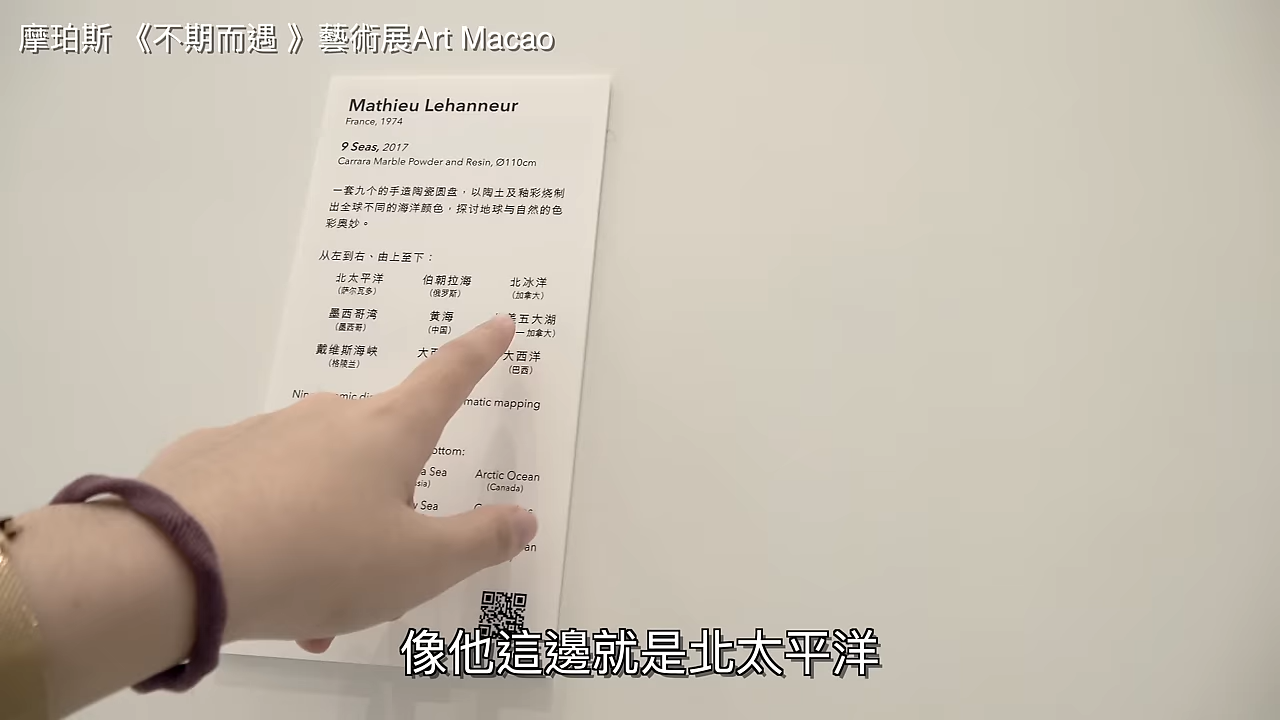 摩珀斯 《不期而遇 》藝術展Art Macao
Mathieu Lehanneur
France, 1974
9 Seas, 2017
Carrara Marble Powder and Resin, Ø110cm
一套九个的手造陶瓷圆盘，以陶土及釉彩烧制
出全球不同的海洋颜色，探讨地球与自然的色
彩奥妙。
从左到右、由上至下：
北太平洋 伯朝拉海 北冰洋
（萨尔瓦多） （俄罗斯） （加拿大）
墨西哥湾 黄海 五大湖
（墨西哥） （中国） 加拿大）
戴维斯海峡 大西 大西洋
（格陵兰） （巴西）
matic mapping
ottom:
Sea Arctic Ocean
(Canada)
Sea
像他這邊就是北太平洋